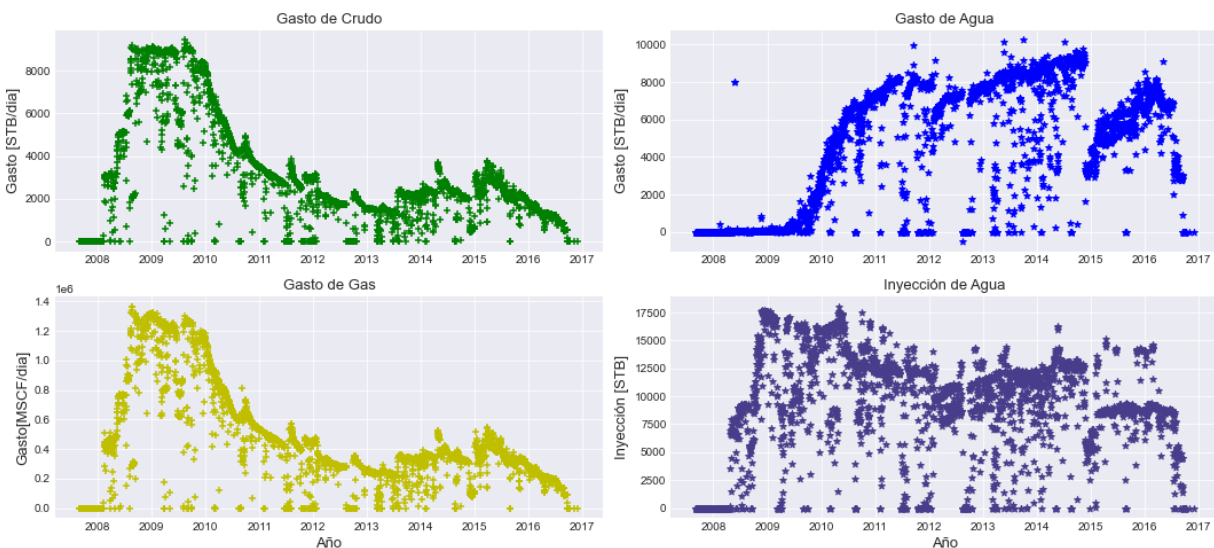 Gasto de Crudo
Gasto [STB/dia]
8000
6000
4000
2000
0
2008 2009 2010 2011 2012 2013 2014 2015 2016 2017
Gasto de Agua
Gasto [STB/dia]
10000
8000
6000
4000
2000
0
2008 2009 2010 2011 2012 2013 2014 2015 2016 2017
Gasto de Gas
1e6
Gasto[MSCF/dia]
1.4
1.2
1.0
0.8
0.6
0.4
0.2
0.0
2008 2009 2010 2011 2012 2013 2014 2015 2016 2017
Año
Inyección de Agua
Inyección [STB]
17500
15000
12500
10000
7500
5000
2500
0
2008 2009 2010 2011 2012 2013 2014 2015 2016 2017
Año